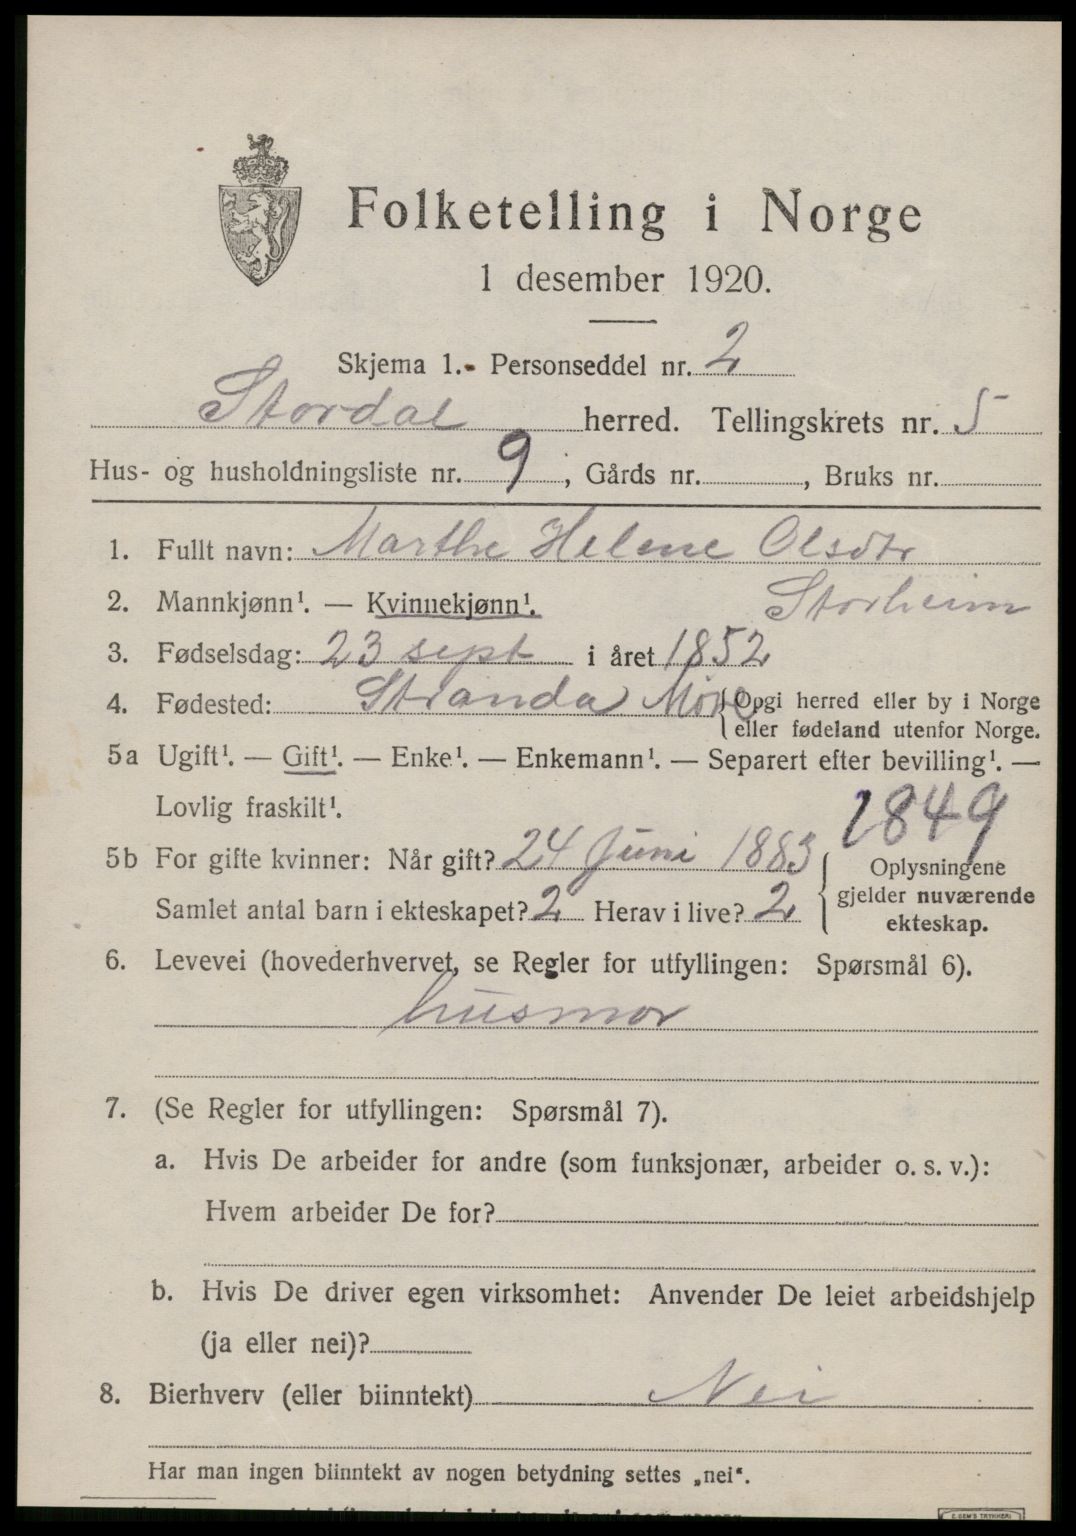 Folketelling i Norge
1 desember 1920.
Skjema 1. Personseddel nr. 2
Stordal herred. Tellingskrets nr. 5
Hus- og husholdningsliste nr. 9, Gårds nr. , Bruks nr.
1. Fullt navn: Marthe Helene Olsdtr
Storheim
2. Mannkjønn¹. — Kvinnekjønn¹.
3. Fødselsdag: 23 sept i året 1852
4. Fødested: Stranda Møre {Opgi herred eller by i Norge
eller fødeland utenfor Norge.
5a Ugift¹. — Gift¹. — Enke¹. — Enkemann¹. — Separert efter bevilling¹. —
Lovlig fraskilt¹.
1849
5b For gifte kvinner: Når gift? 24 Juni 1883
Samlet antal barn i ekteskapet? 2 Herav i live? 2
Oplysningene
gjelder nuværende
ekteskap.
6. Levevei (hovederhvervet, se Regler for utfyllingen: Spørsmål 6).
husmor
7. (Se Regler for utfyllingen: Spørsmål 7).
a. Hvis De arbeider for andre (som funksjonær, arbeider o. s. v.):
Hvem arbeider De for?
b. Hvis De driver egen virksomhet: Anvender De leiet arbeidshjelp
(ja eller nei)?
8. Bierhverv (eller biinntekt) Nei
Har man ingen biinntekt av nogen betydning settes „nei“.